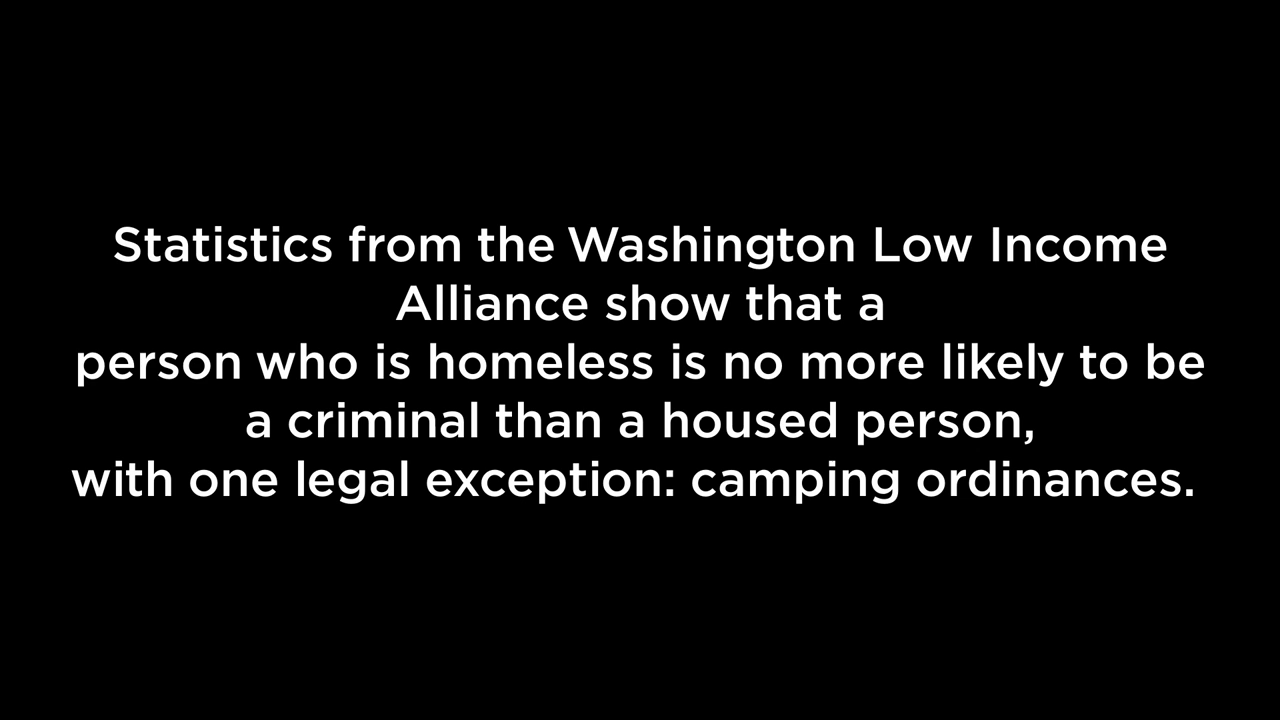 Statistics from the Washington Low Income
Alliance show that a
person who is homeless is no more likely to be
a criminal than a housed person,
with one legal exception: camping ordinances.